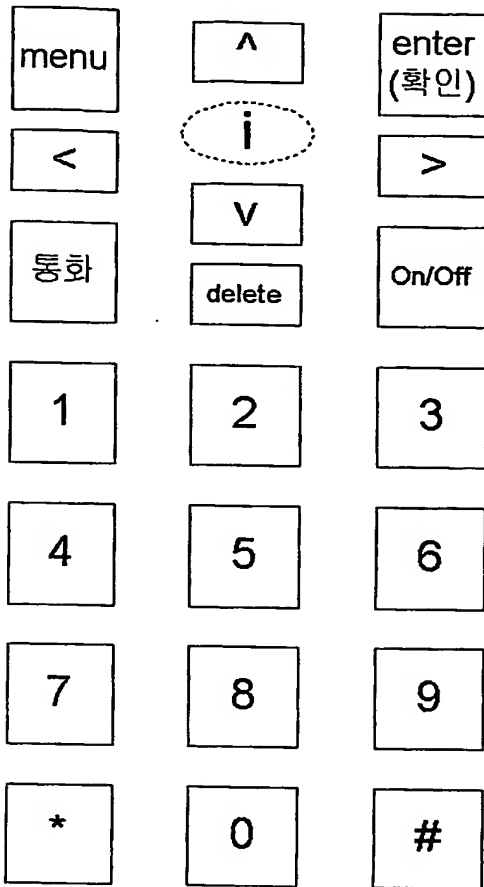 menu
^
enter
(확인)
i
<
>
v
통화
delete
On/Off
1
2
3
4
5
6
7
8
9
*
0
#